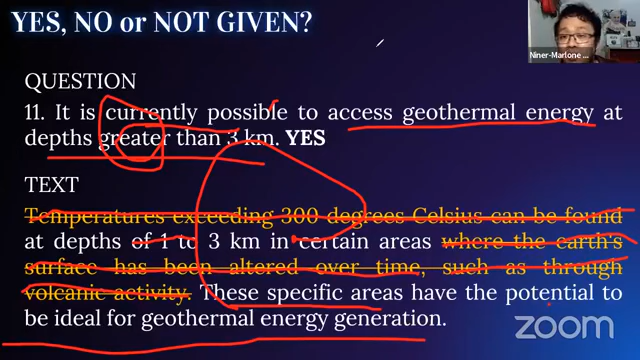 YES, NO or NOT GIVEN?
Niner-Marlone ...
QUESTION
11. It is currently possible to access geothermal energy at
depths greater than 3 km. YES
TEXT
Temperatures exceeding 300 degrees Celsius can be found
at depths of 1 to 3 km in certain areas where the earth's
surface has been altered over time, such as through
volcanic activity. These specific areas have the potential to
be ideal for geothermal energy generation.
zoom